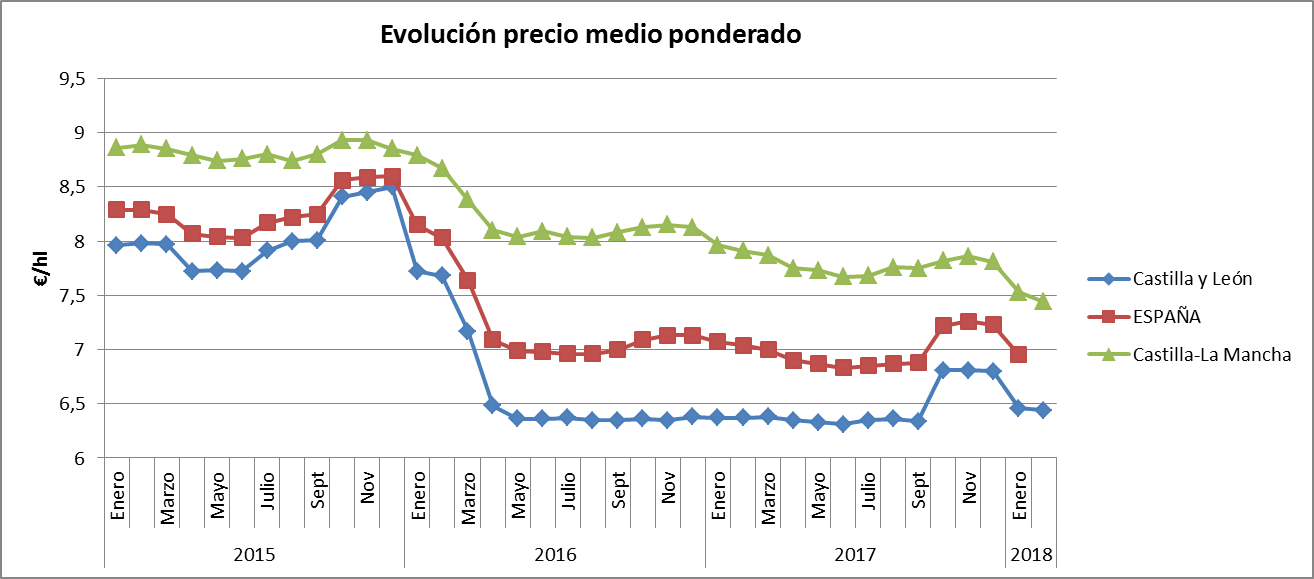 Evolución precio medio ponderado
9,5
9
8,5
8
7,5
7
6,5
6
€/hl
Enero
Marzo
Mayo
Julio
Sept
Nov
Enero
Marzo
Mayo
Julio
Sept
Nov
Enero
Marzo
Mayo
Julio
Sept
Nov
Enero
2015
2016
2017
2018
Castilla y León
ESPAÑA
Castilla-La Mancha